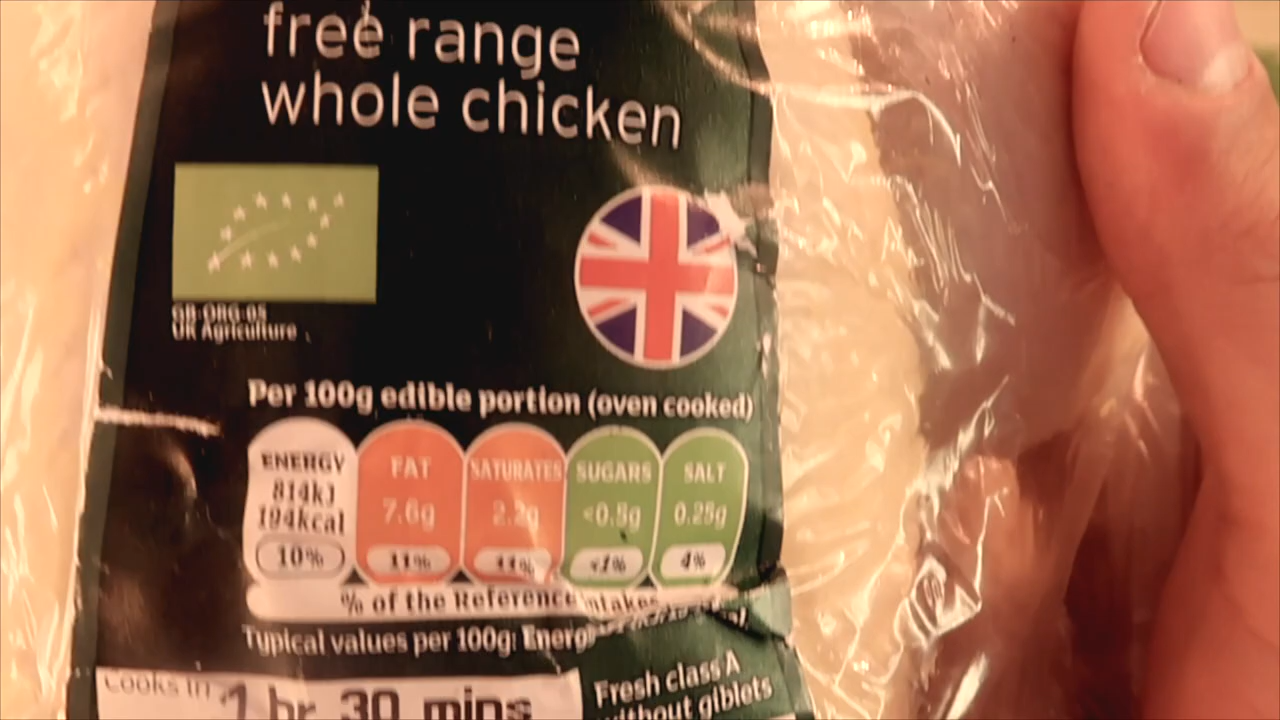 free range
whole chicken
GB-ORG-05
UK Agriculture
Per 100g edible portion (oven cooked)
ENERGY
814kJ
194kcal
10%
FAT
7.6g
11%
SATURATES
2.2g
11%
SUGARS
<0.5g
<1%
SALT
0.25g
4%
% of the Reference Intakes
Typical values per 100g: Energy
Cooks in 1 hr 30 mins
Fresh class A
without giblets